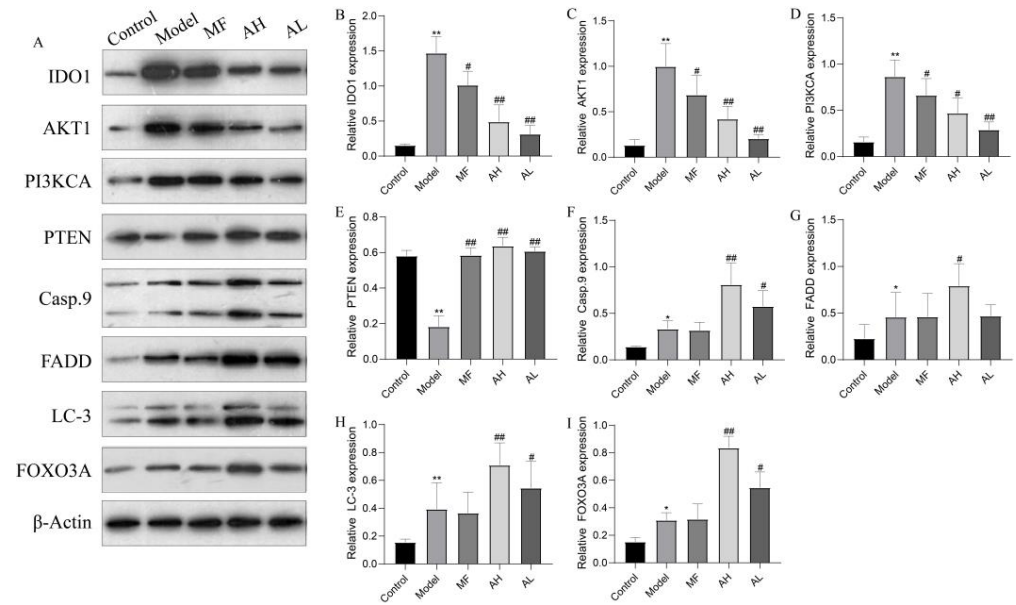 A
Control Model MF AH AL
IDO1
AKT1
PI3KCA
PTEN
Casp.9
FADD
LC-3
FOXO3A
β-Actin
B
Relative IDO1 expression
2.0
1.5
1.0
0.5
0.0
** # ## ##
Control Model MF AH AL
C
Relative AKT1 expression
1.5
1.0
0.5
0.0
** # ## ##
Control Model MF AH AL
D
Relative PI3KCA expression
1.5
1.0
0.5
0.0
** # # ##
Control Model MF AH AL
E
Relative PTEN expression
0.8
0.6
0.4
0.2
0.0
** ## ## ##
Control Model MF AH AL
F
Relative Casp.9 expression
1.5
1.0
0.5
0.0
* ## #
Control Model MF AH AL
G
Relative FADD expression
1.5
1.0
0.5
0.0
* #
Control Model MF AH AL
H
Relative LC-3 expression
1.0
0.8
0.6
0.4
0.2
0.0
** ## #
Control Model MF AH AL
I
Relative FOXO3A expression
1.0
0.8
0.6
0.4
0.2
0.0
* ## #
Control Model MF AH AL